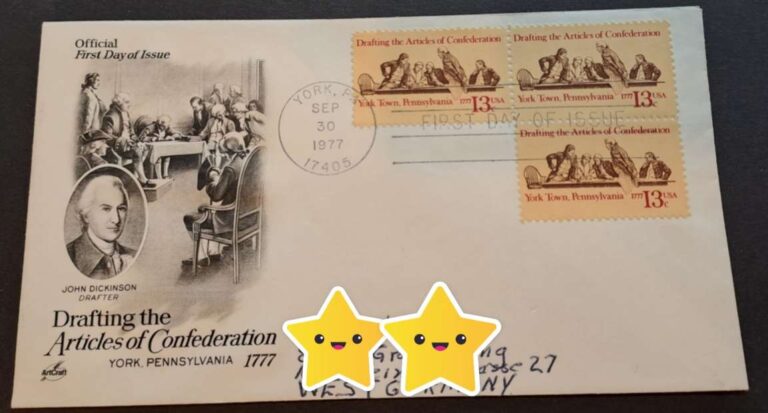 Official
First Day of Issue
JOHN DICKINSON
DRAFTER
Drafting the
Articles of Confederation
YORK, PENNSYLVANIA 1777
ArtCraft
YORK,
SEP
30
1977
17405
FIRST DAY OF ISSUE
Drafting the Articles of Confederation
York Town, Pennsylvania 1777 13c USA
Drafting the Articles of Confederation
York Town, Pennsylvania 1777 13c USA
Drafting the Articles of Confederation
York Town, Pennsylvania 1777 13c USA
27
WEST GERMANY